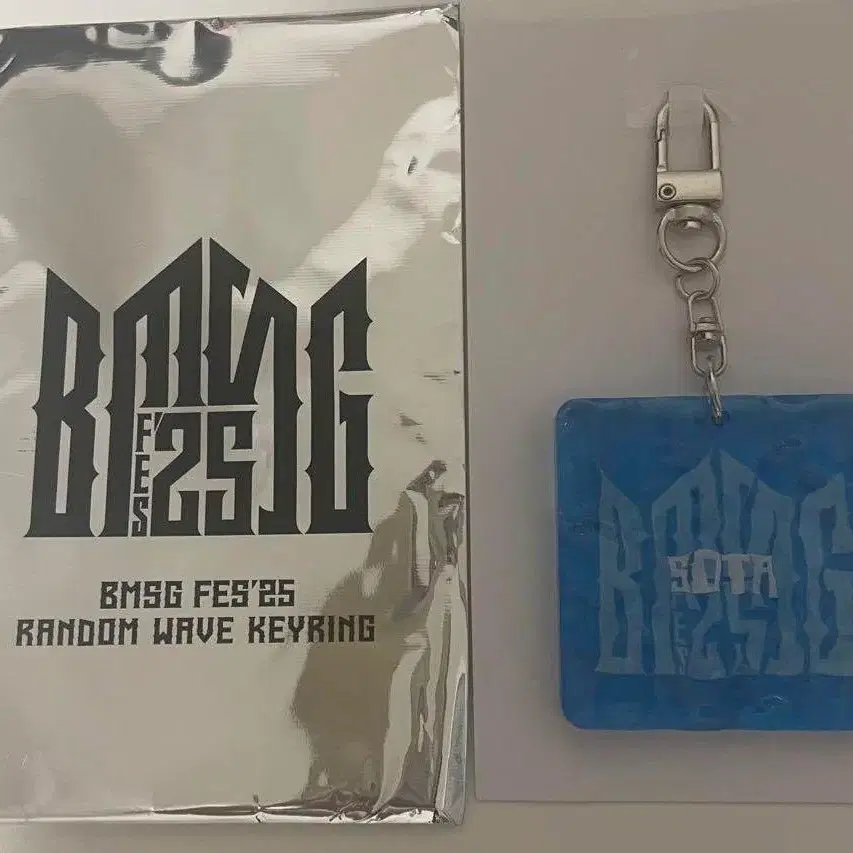 BMSG
FES'25
BMSG FES'25
RANDOM WAVE KEYRING
BMSG
SOTA
FES'25